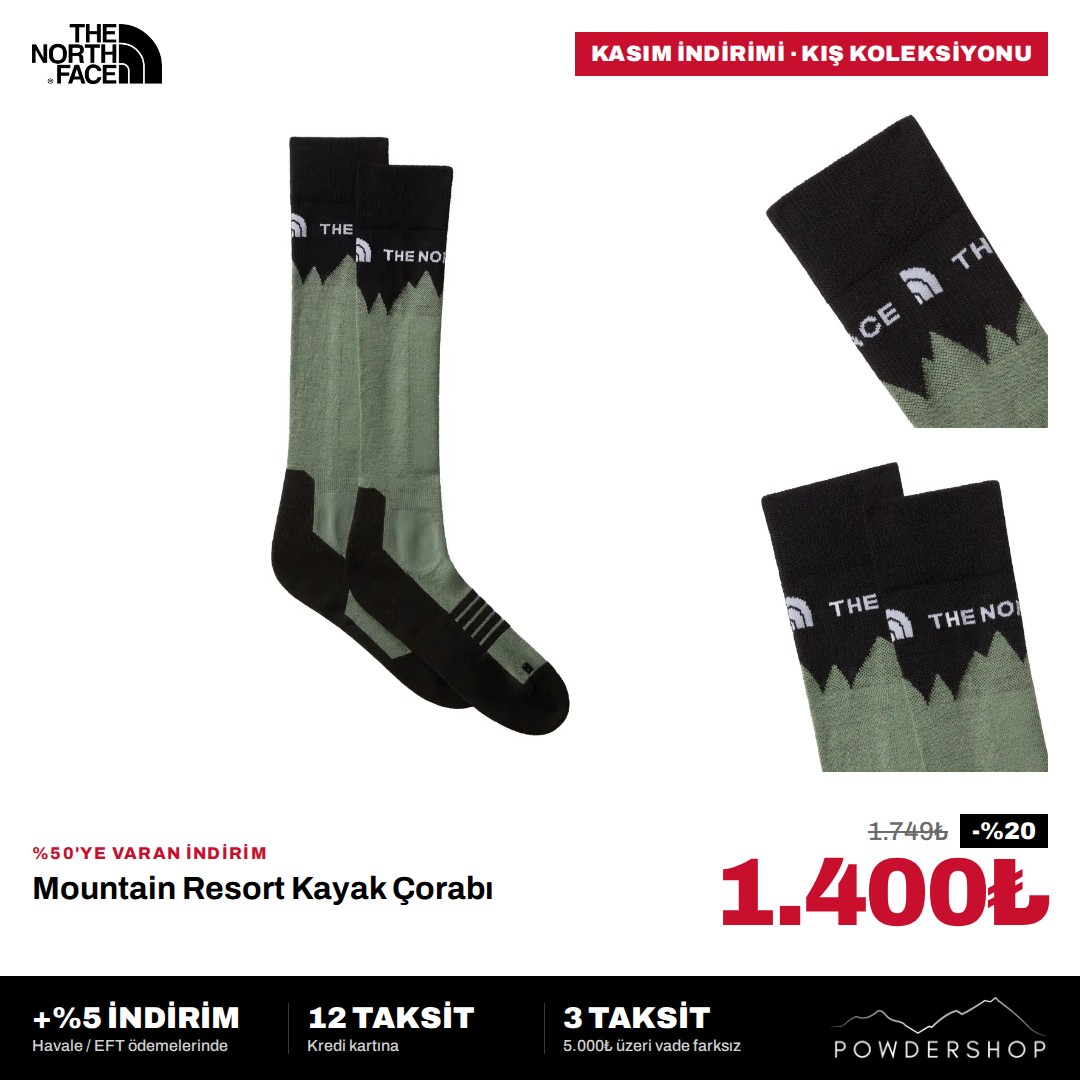 THE
NORTH
FACE
KASIM İNDİRİMİ · KIŞ KOLEKSİYONU
THE
THE NOR
ACE
TH
THE
THE NOR
%50'YE VARAN İNDİRİM
Mountain Resort Kayak Çorabı
1.749₺
-%20
1.400₺
+%5 İNDİRİM
Havale / EFT ödemelerinde
12 TAKSİT
Kredi kartına
3 TAKSİT
5.000₺ üzeri vade farksız
POWDERSHOP